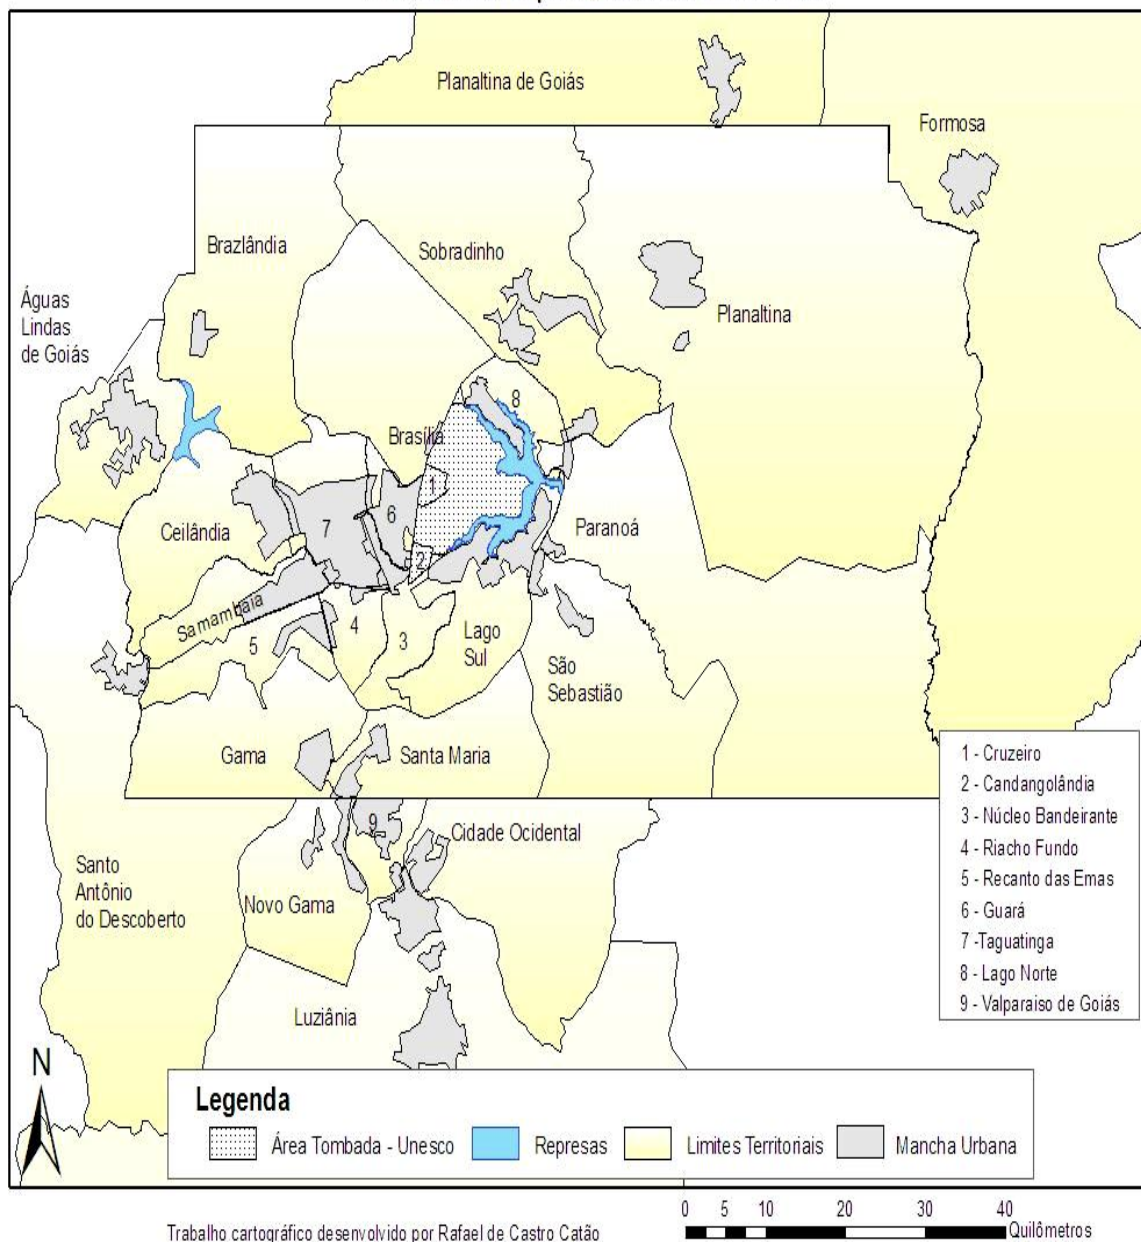 Planaltina de Goiás
Formosa
Brazlândia
Sobradinho
Águas
Lindas
de Goiás
Planaltina
8
Brasília
1
7
6
Ceilândia
Paranoá
2
Samambaia
5
4
3
Lago
Sul
São
Sebastião
Gama
Santa Maria
1 - Cruzeiro
2 - Candangolândia
3 - Núcleo Bandeirante
4 - Riacho Fundo
5 - Recanto das Emas
6 - Guará
7 -Taguatinga
8 - Lago Norte
9 - Valparaiso de Goiás
9
Cidade Ocidental
Santo
Antônio
do Descoberto
Novo Gama
Luziânia
N
Legenda
Área Tombada - Unesco
Represas
Limites Territoriais
Mancha Urbana
Trabalho cartográfico desenvolvido por Rafael de Castro Catão
0 5 10 20 30 40
Quilômetros